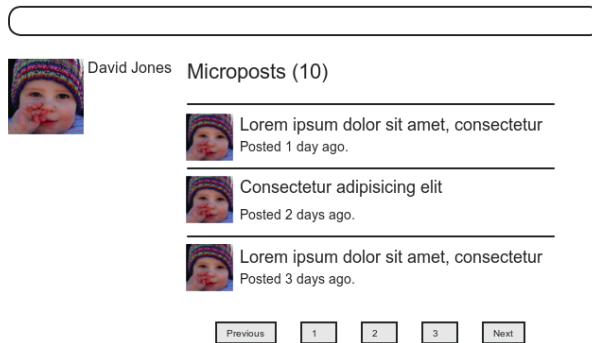 David Jones
Microposts (10)
Lorem ipsum dolor sit amet, consectetur
Posted 1 day ago.
Consectetur adipisicing elit
Posted 2 days ago.
Lorem ipsum dolor sit amet, consectetur
Posted 3 days ago.
Previous 1 2 3 Next